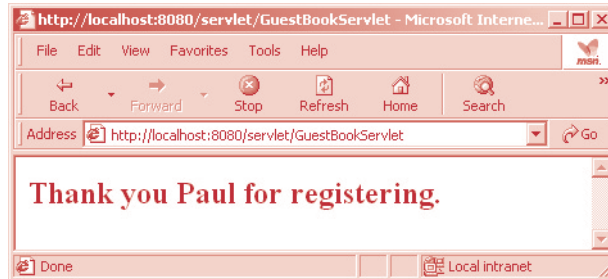 http://localhost:8080/servlet/GuestBookServlet - Microsoft Interne...
File Edit View Favorites Tools Help
msn.
Back Forward Stop Refresh Home Search »
Address http://localhost:8080/servlet/GuestBookServlet Go
Thank you Paul for registering.
Done Local intranet